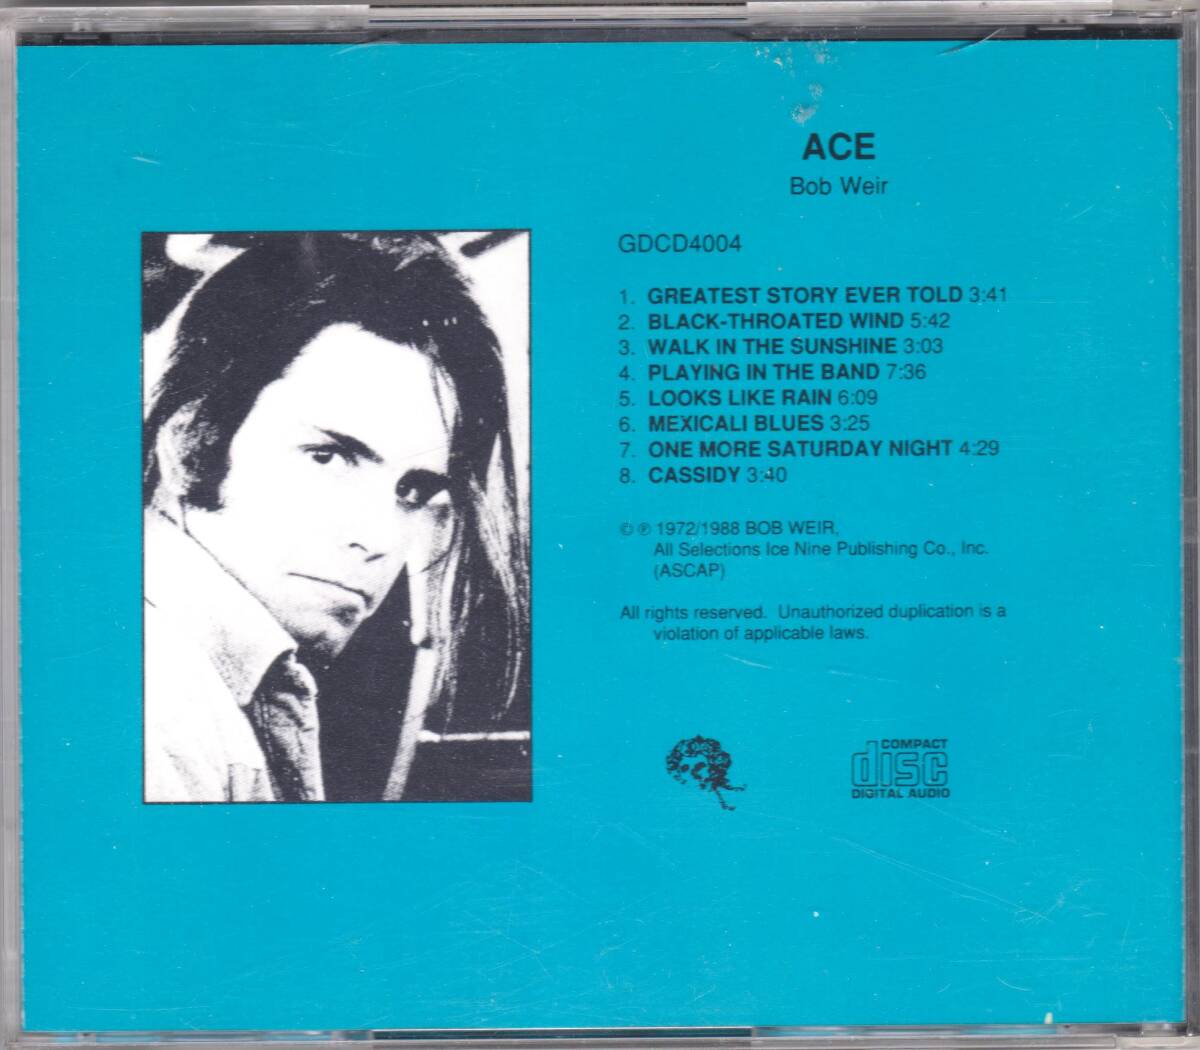 ACE
Bob Weir
GDCD4004
1. GREATEST STORY EVER TOLD 3:41
2. BLACK-THROATED WIND 5:42
3. WALK IN THE SUNSHINE 3:03
4. PLAYING IN THE BAND 7:36
5. LOOKS LIKE RAIN 6:09
6. MEXICALI BLUES 3:25
7. ONE MORE SATURDAY NIGHT 4:29
8. CASSIDY 3:40
© ℗ 1972/1988 BOB WEIR,
All Selections Ice Nine Publishing Co., Inc.
(ASCAP)
All rights reserved. Unauthorized duplication is a
violation of applicable laws.
COMPACT
disc
DIGITAL AUDIO